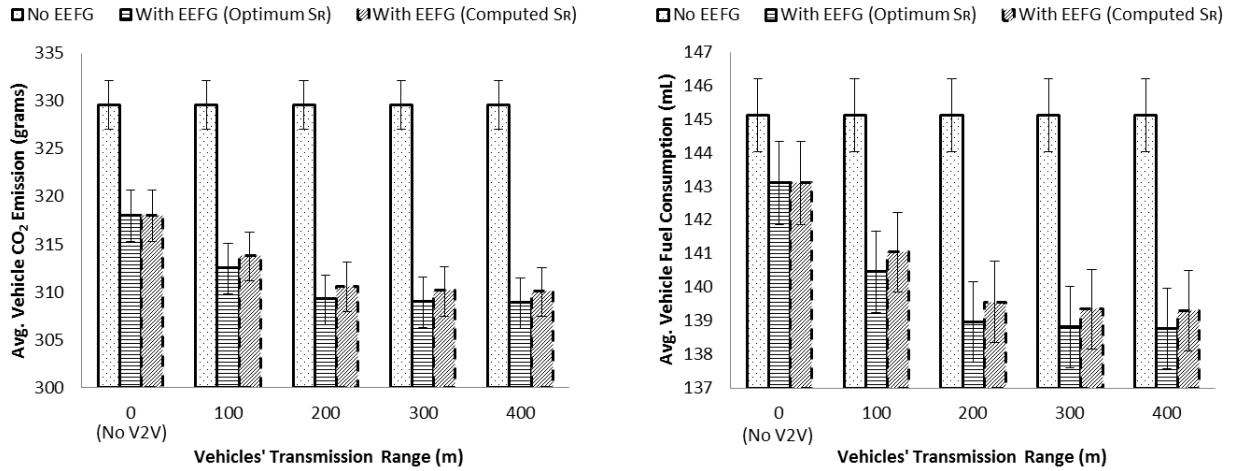 No EEFG With EEFG (Optimum SR) With EEFG (Computed SR)
Avg. Vehicle CO2 Emission (grams)
335
330
325
320
315
310
305
300
0 100 200 300 400
(No V2V)
Vehicles' Transmission Range (m)
No EEFG With EEFG (Optimum SR) With EEFG (Computed SR)
Avg. Vehicle Fuel Consumption (mL)
147
146
145
144
143
142
141
140
139
138
137
0 100 200 300 400
(No V2V)
Vehicles' Transmission Range (m)